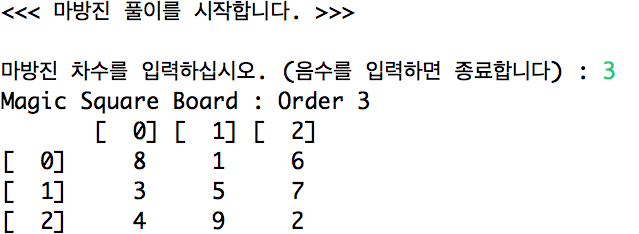 <<< 마방진 풀이를 시작합니다. >>>
마방진 차수를 입력하십시오. (음수를 입력하면 종료합니다) : 3
Magic Square Board : Order 3
[  0] [  1] [  2]
[  0]     8     1     6
[  1]     3     5     7
[  2]     4     9     2